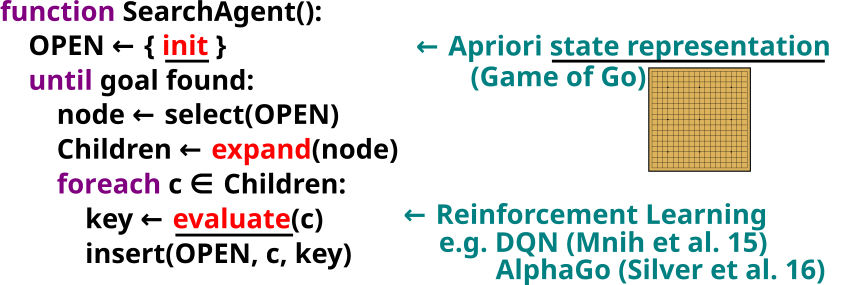 function SearchAgent():
OPEN ← { init }
← Apriori state representation
(Game of Go)
until goal found:
node ← select(OPEN)
Children ← expand(node)
foreach c ∈ Children:
key ← evaluate(c)
← Reinforcement Learning
e.g. DQN (Mnih et al. 15)
insert(OPEN, c, key)
AlphaGo (Silver et al. 16)